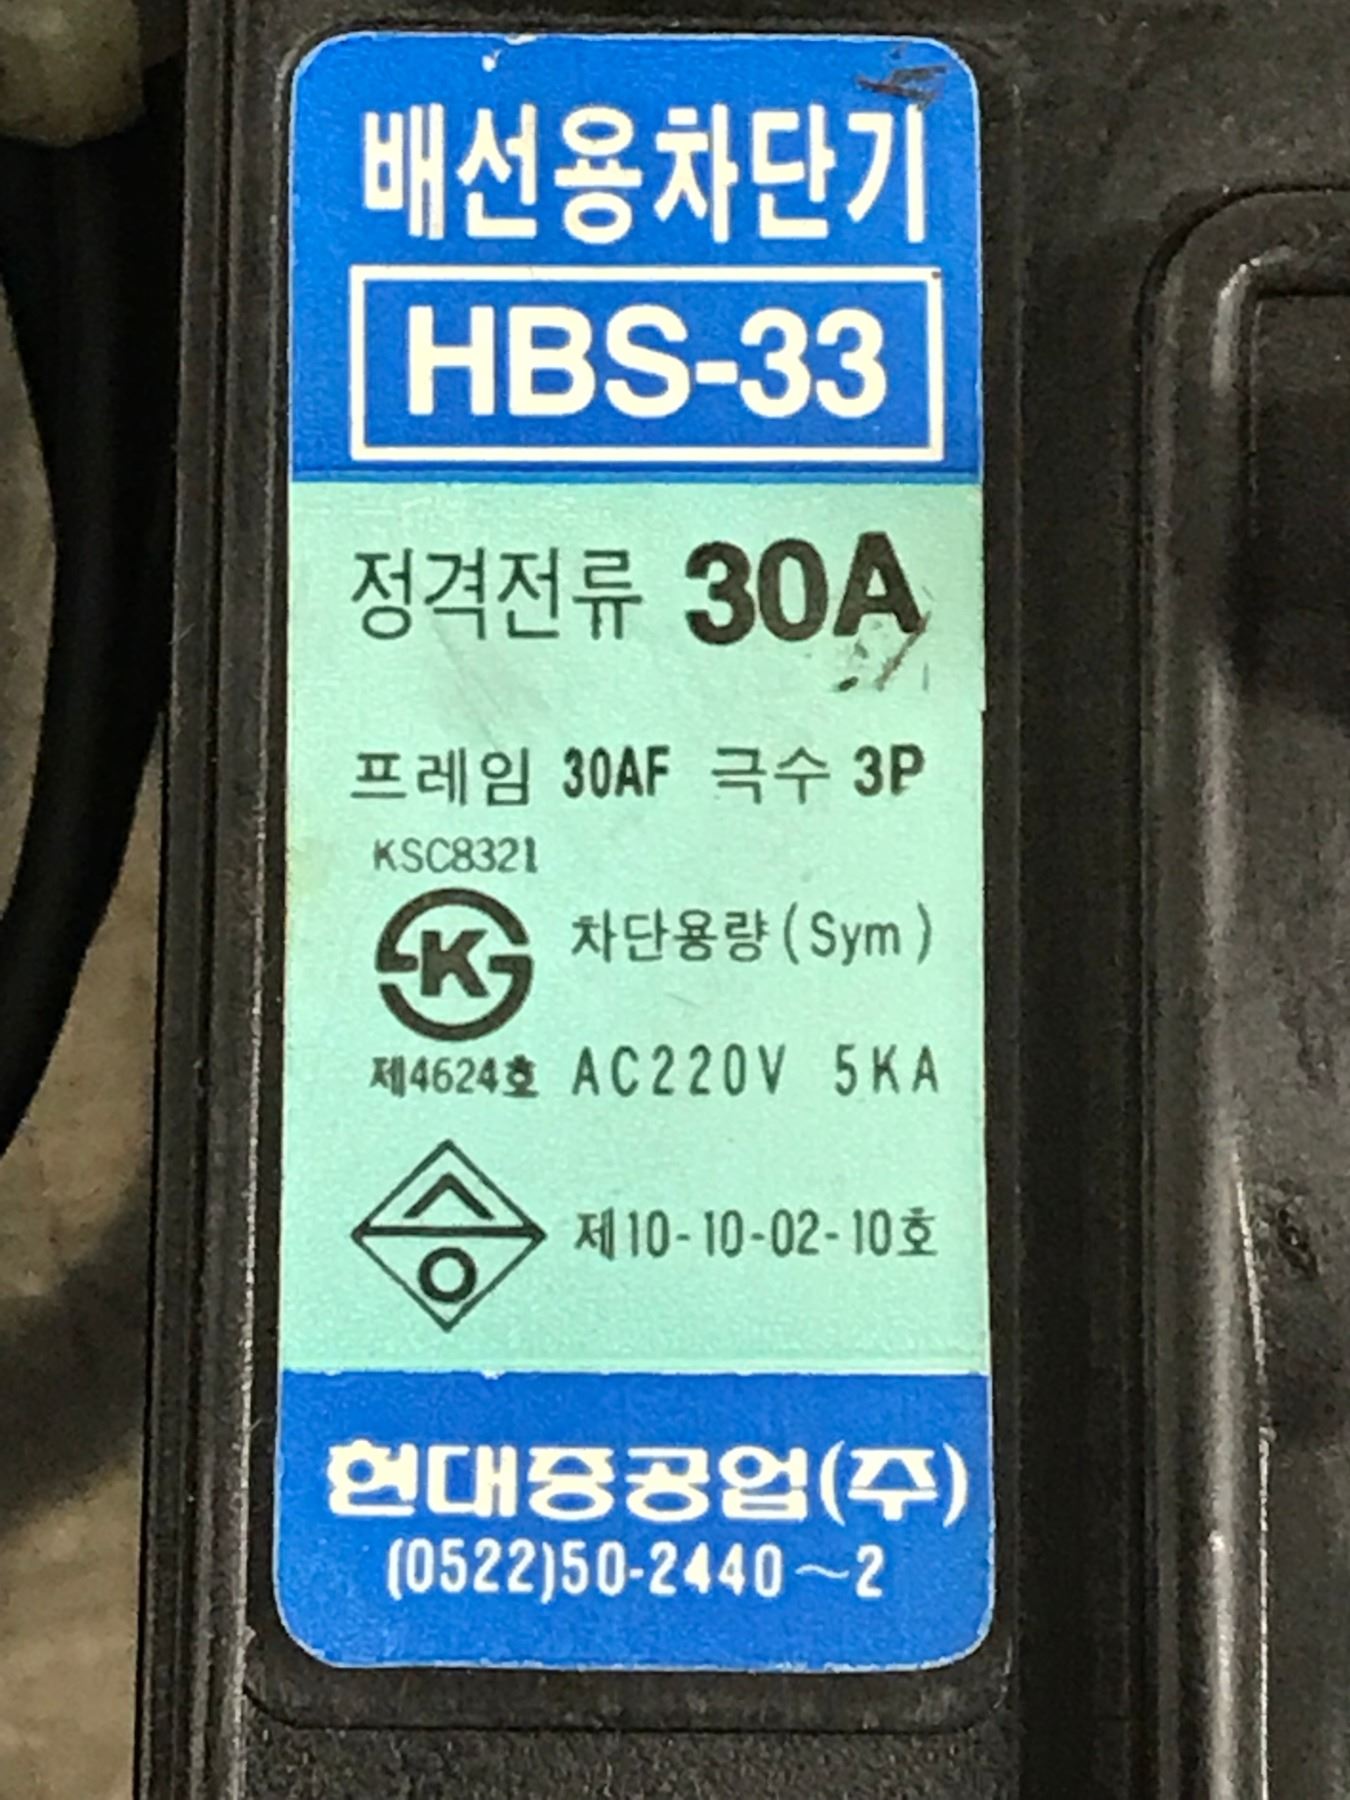 배선용차단기
HBS-33
정격전류 30A
프레임 30AF 극수 3P
KSC8321
K
차단용량(Sym)
제4624호 AC220V 5KA
승
제10-10-02-10호
현대중공업(주)
(0522)50-2440~2